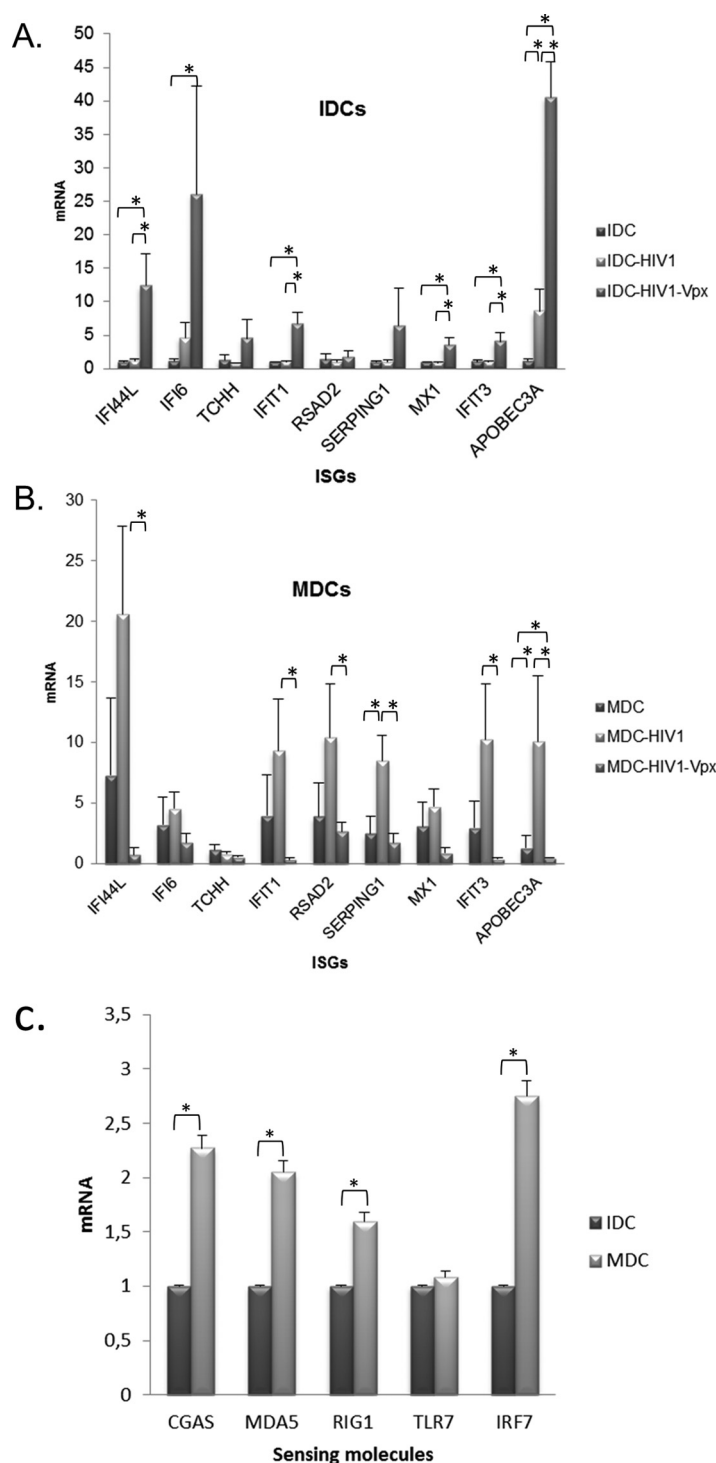 A.
50
45
40
35
30
25
20
15
10
5
0
mRNA
IDCs
* * * * * * * * * * * *
IDC
IDC-HIV1
IDC-HIV1-Vpx
IFI44L IFI6 TCHH IFIT1 RSAD2 SERPING1 MX1 IFIT3 APOBEC3A
ISGs
B.
30
25
20
15
10
5
0
mRNA
MDCs
* * * * * * * * *
MDC
MDC-HIV1
MDC-HIV1-Vpx
IFI44L IFI6 TCHH IFIT1 RSAD2 SERPING1 MX1 IFIT3 APOBEC3A
ISGs
C.
3,5
3
2,5
2
1,5
1
0,5
0
mRNA
* * * *
IDC
MDC
CGAS MDA5 RIG1 TLR7 IRF7
Sensing molecules